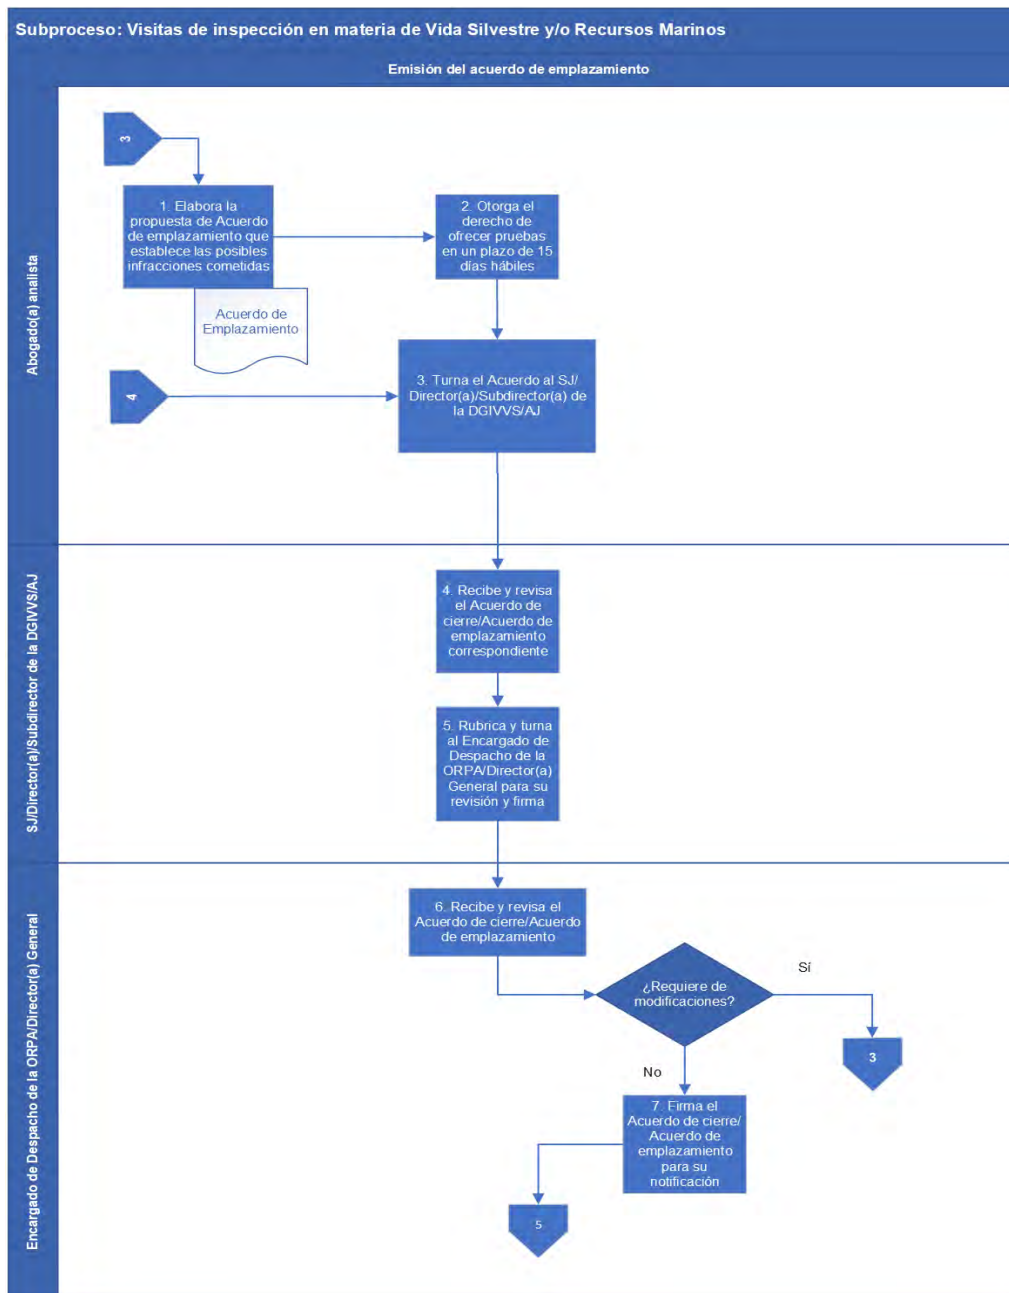 Subproceso: Visitas de inspección en materia de Vida Silvestre y/o Recursos Marinos
Emisión del acuerdo de emplazamiento
Abogado(a) analista
3
1. Elabora la
propuesta de Acuerdo
de emplazamiento que
establece las posibles
infracciones cometidas
2. Otorga el
derecho de
ofrecer pruebas
en un plazo de 15
días hábiles
Acuerdo de
Emplazamiento
4
3. Turna el Acuerdo al SJ/
Director(a)/Subdirector(a) de
la DGIVVS/AJ
SJ/Director(a)/Subdirector de la DGIVVS/AJ
4. Recibe y revisa
el Acuerdo de
cierre/Acuerdo de
emplazamiento
correspondiente
5. Rubrica y turna
al Encargado de
Despacho de la
ORPA/Director(a)
General para su
revisión y firma
Encargado de Despacho de la ORPA/Director(a) General
6. Recibe y revisa el
Acuerdo de cierre/Acuerdo
de emplazamiento
¿Requiere de
modificaciones?
Sí
3
No
7. Firma el
Acuerdo de cierre/
Acuerdo de
emplazamiento
para su
notificación
5